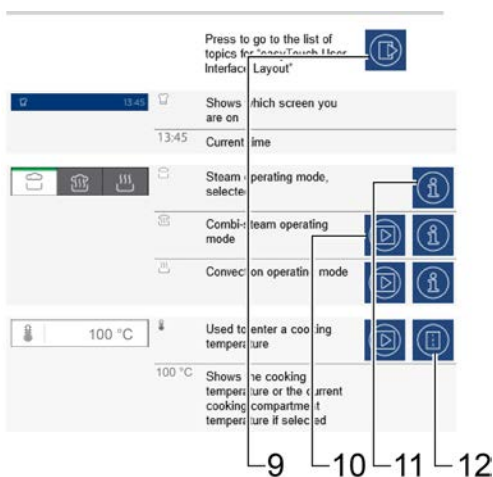 Press to go to the list of
topics for "easyTouch User
Interface Layout"
13:45
Shows which screen you
are on
13:45
Current time
Steam operating mode,
selected
Combi-steam operating
mode
Convection operating mode
100 °C
Used to enter a cooking
temperature
100 °C
Shows the cooking
temperature or the current
cooking compartment
temperature if selected
9
10
11
12